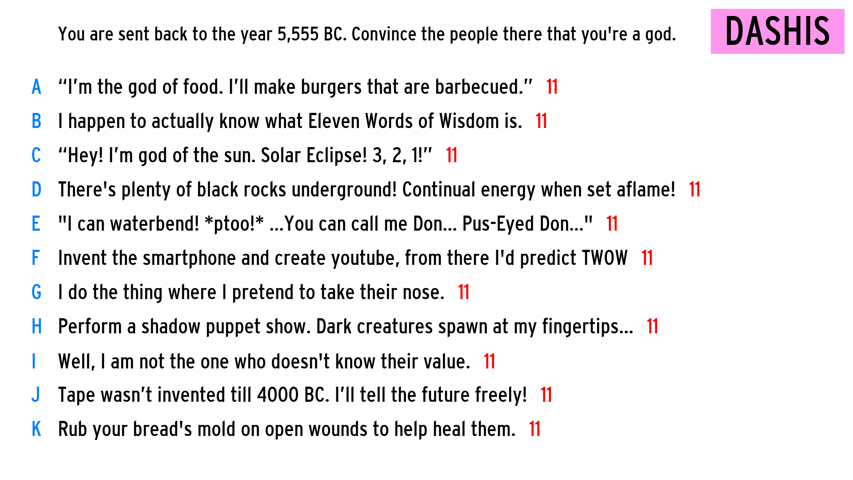 You are sent back to the year 5,555 BC. Convince the people there that you're a god.
DASHIS
A “I’m the god of food. I’ll make burgers that are barbecued.” 11
B I happen to actually know what Eleven Words of Wisdom is. 11
C “Hey! I’m god of the sun. Solar Eclipse! 3, 2, 1!” 11
D There's plenty of black rocks underground! Continual energy when set aflame! 11
E "I can waterbend! *ptoo!* ...You can call me Don... Pus-Eyed Don..." 11
F Invent the smartphone and create youtube, from there I'd predict TWOW 11
G I do the thing where I pretend to take their nose. 11
H Perform a shadow puppet show. Dark creatures spawn at my fingertips... 11
I Well, I am not the one who doesn't know their value. 11
J Tape wasn’t invented till 4000 BC. I’ll tell the future freely! 11
K Rub your bread's mold on open wounds to help heal them. 11